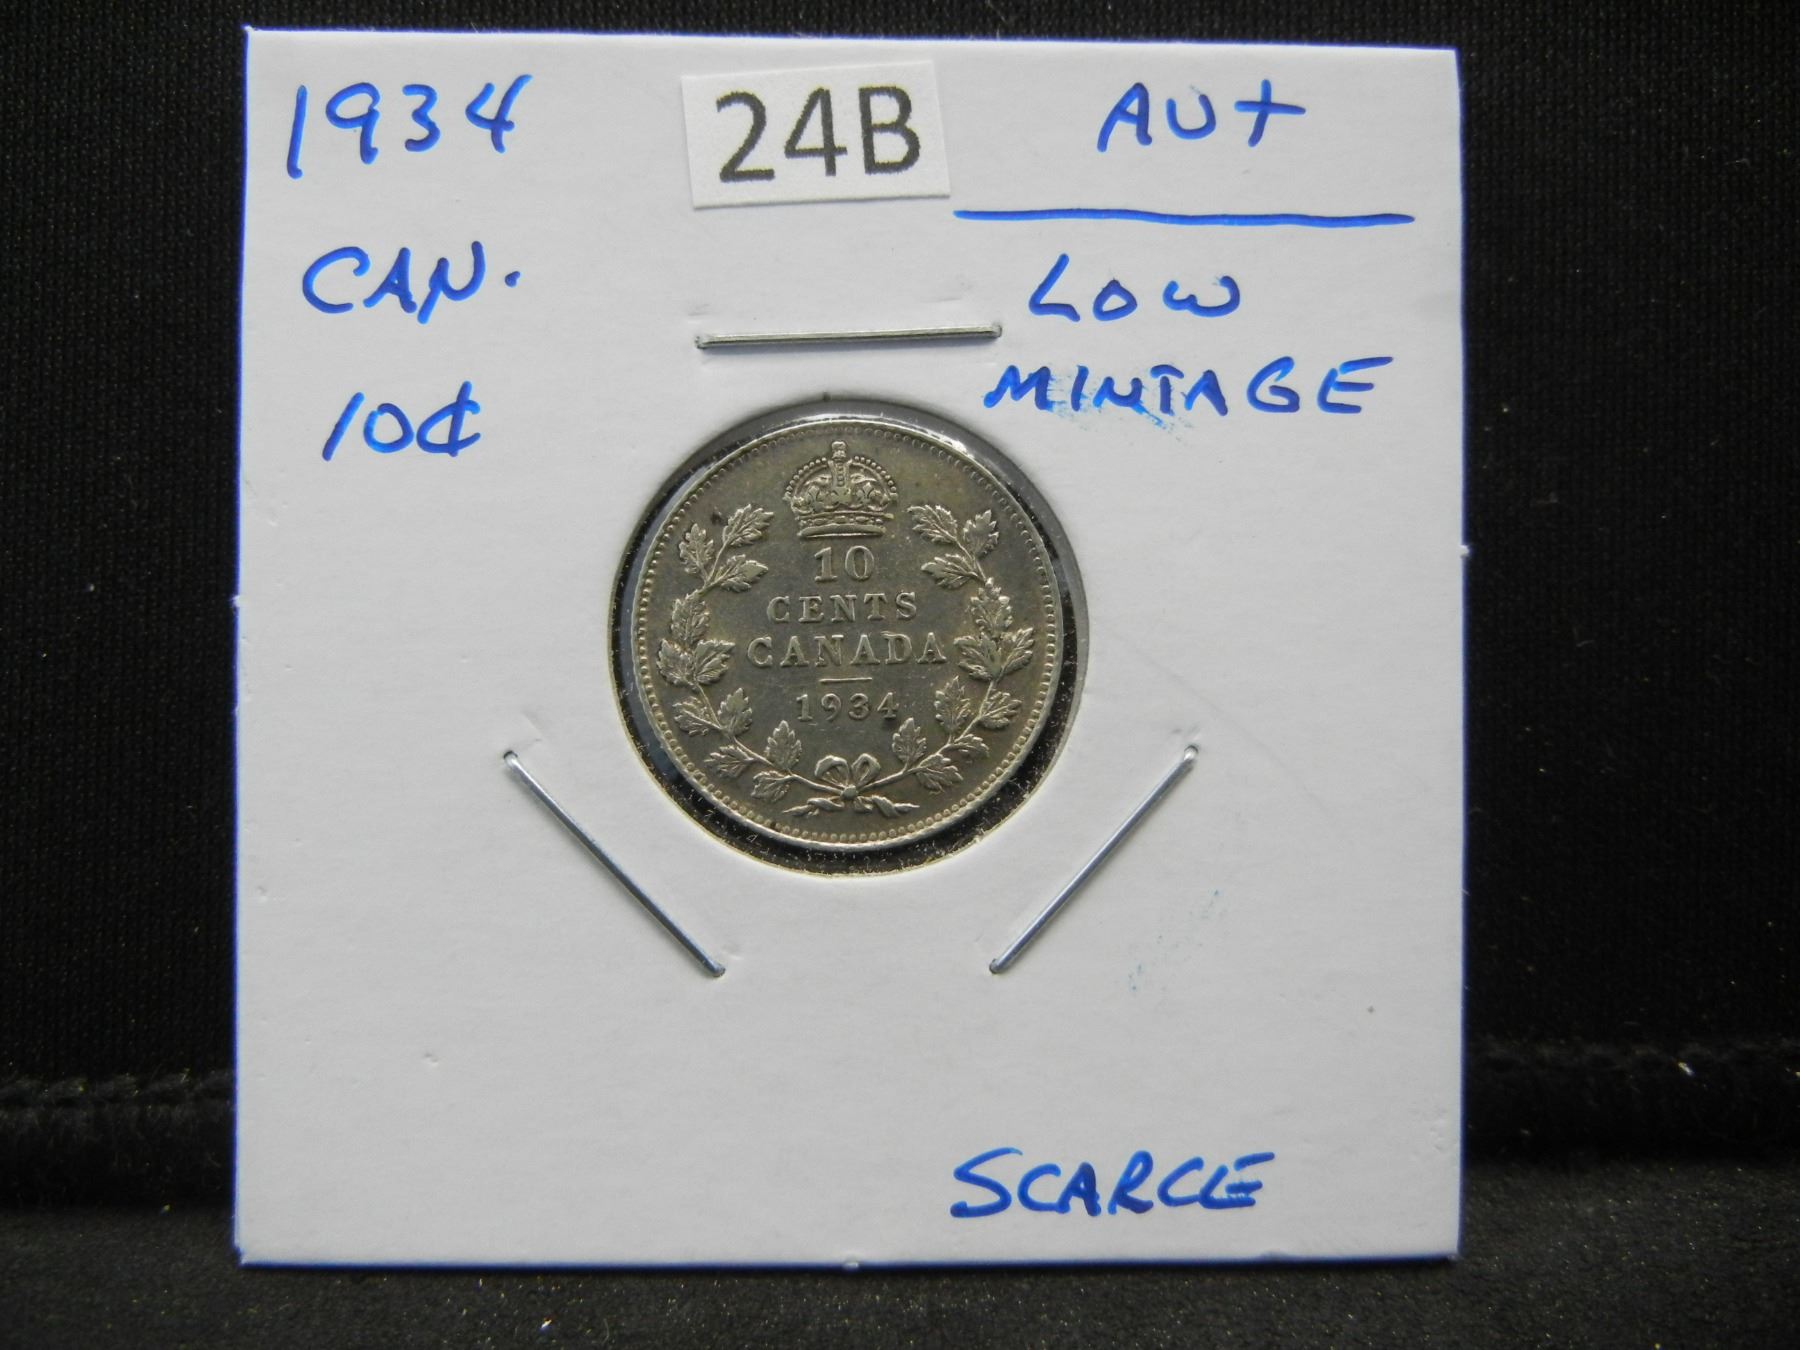 1934
CAN.
10¢
24B
AU+
LOW
MINTAGE
10
CENTS
CANADA
1934
SCARCE